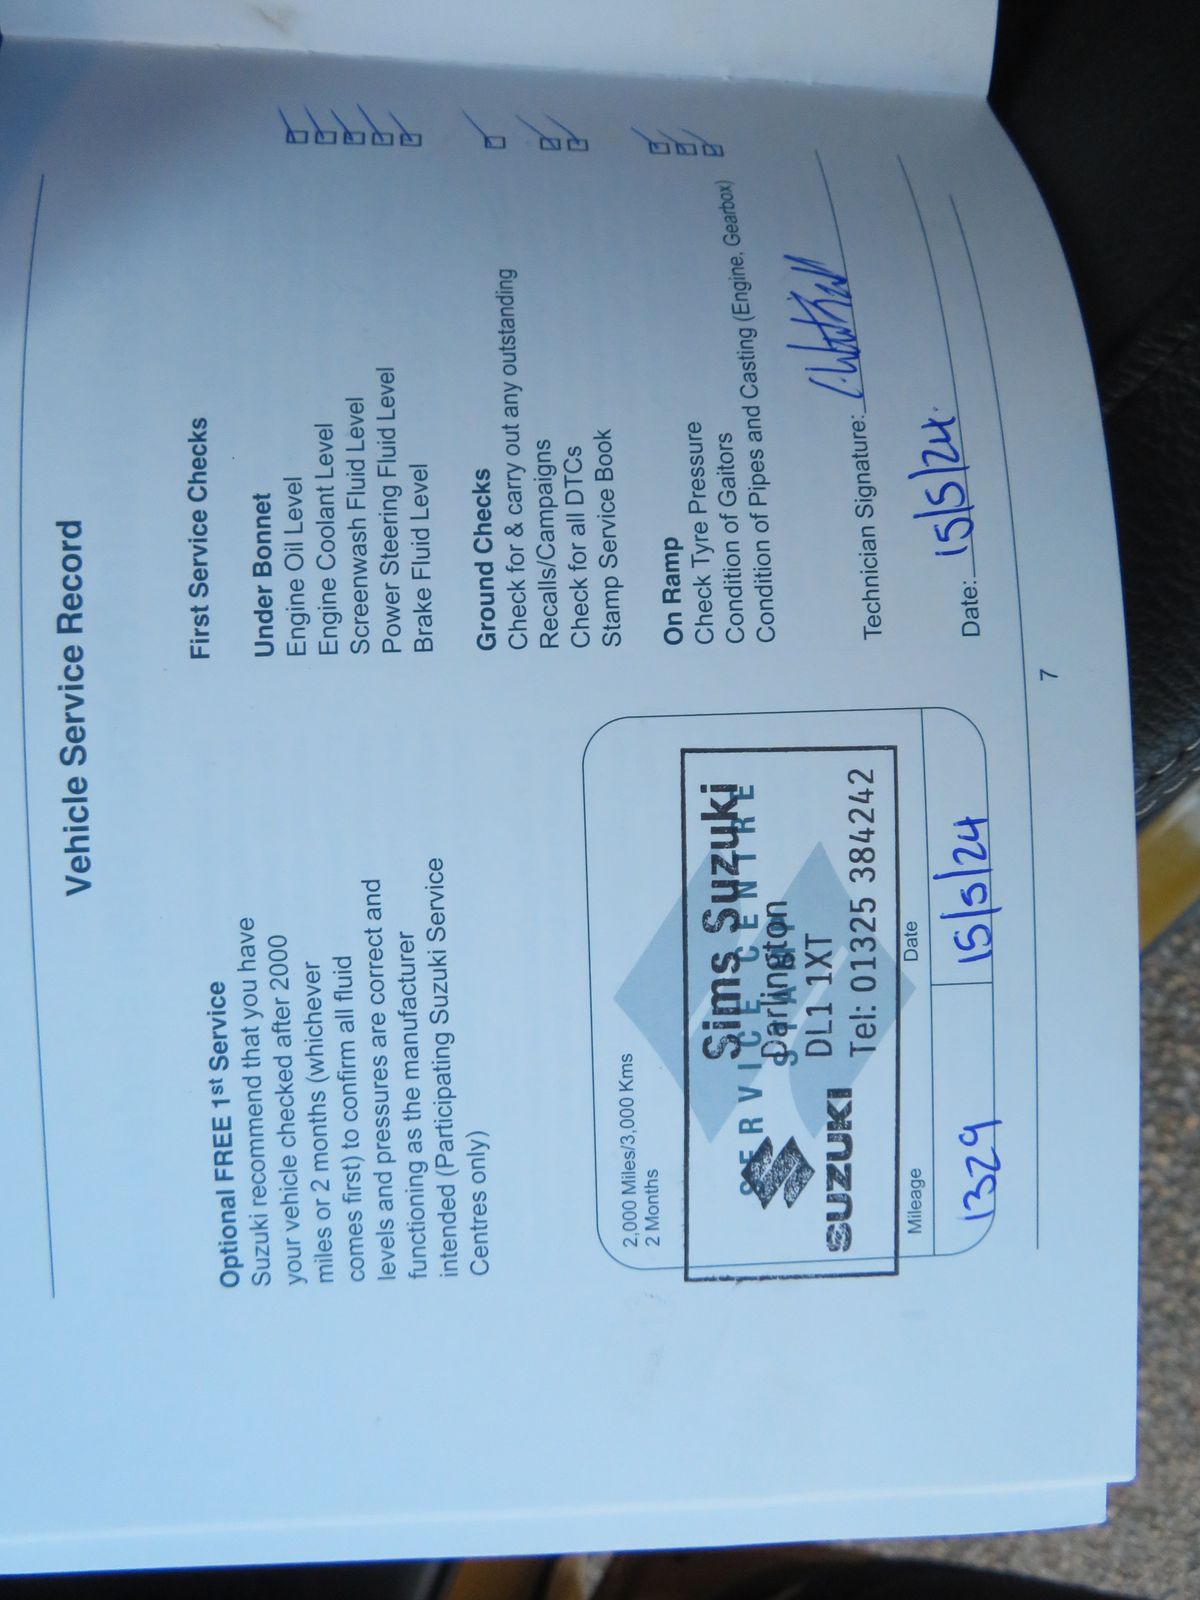 Vehicle Service Record
Optional FREE 1st Service
Suzuki recommend that you have
your vehicle checked after 2000
miles or 2 months (whichever
comes first) to confirm all fluid
levels and pressures are correct and
functioning as the manufacturer
intended (Participating Suzuki Service
Centres only)
2,000 Miles/3,000 Kms
2 Months
SERVICE CENTRE
STAMP
Sims Suzuki
Darlington
DL1 1XT
SUZUKI Tel: 01325 384242
Mileage Date
1329 15/5/24
First Service Checks
Under Bonnet
Engine Oil Level
Engine Coolant Level
Screenwash Fluid Level
Power Steering Fluid Level
Brake Fluid Level
Ground Checks
Check for & carry out any outstanding
Recalls/Campaigns
Check for all DTCs
Stamp Service Book
On Ramp
Check Tyre Pressure
Condition of Gaitors
Condition of Pipes and Casting (Engine, Gearbox)
Technician Signature:
Date: 15/5/24.
7